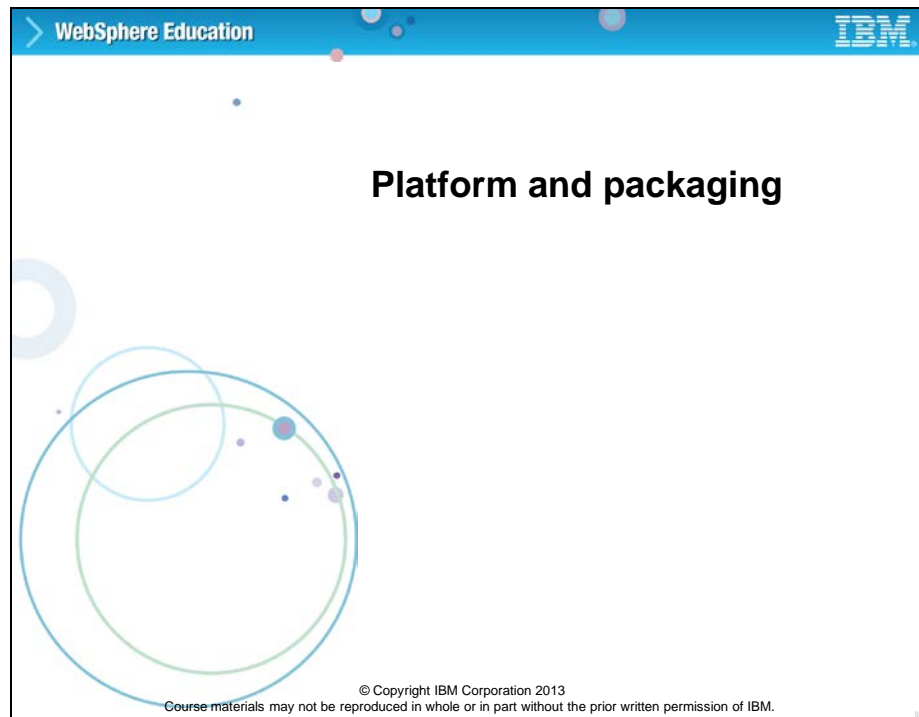 WebSphere Education
IBM
Platform and packaging
© Copyright IBM Corporation 2013
Course materials may not be reproduced in whole or in part without the prior written permission of IBM.